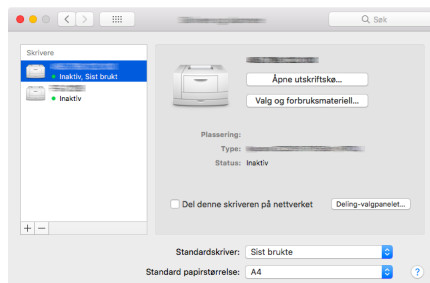 Søk
Skrivere
Inaktiv, Sist brukt
Inaktiv
Åpne utskriftskø...
Valg og forbruksmateriell...
Plassering:
Type:
Status: Inaktiv
Del denne skriveren på nettverket
Deling-valgpanelet...
+ −
Standardskriver: Sist brukte
Standard papirstørrelse: A4
?